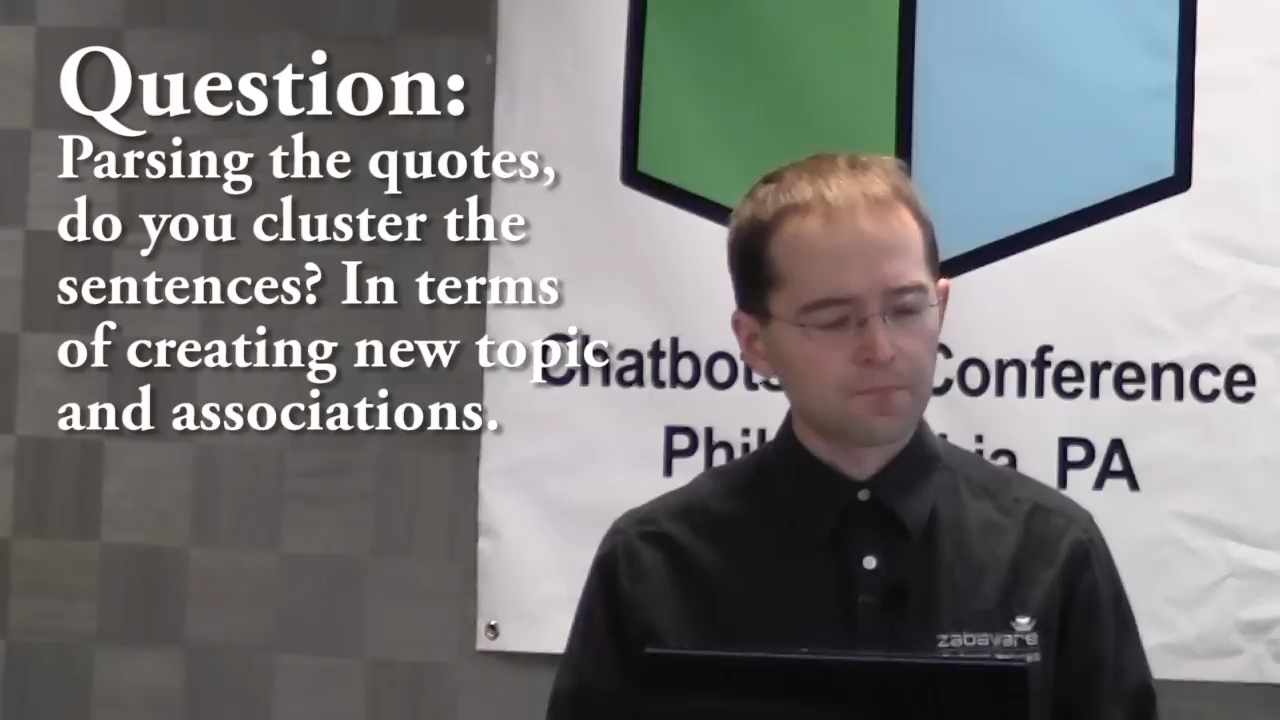 Question:
Parsing the quotes,
do you cluster the
sentences? In terms
of creating new topic
and associations.
Chatbots Conference
PA
zabaware